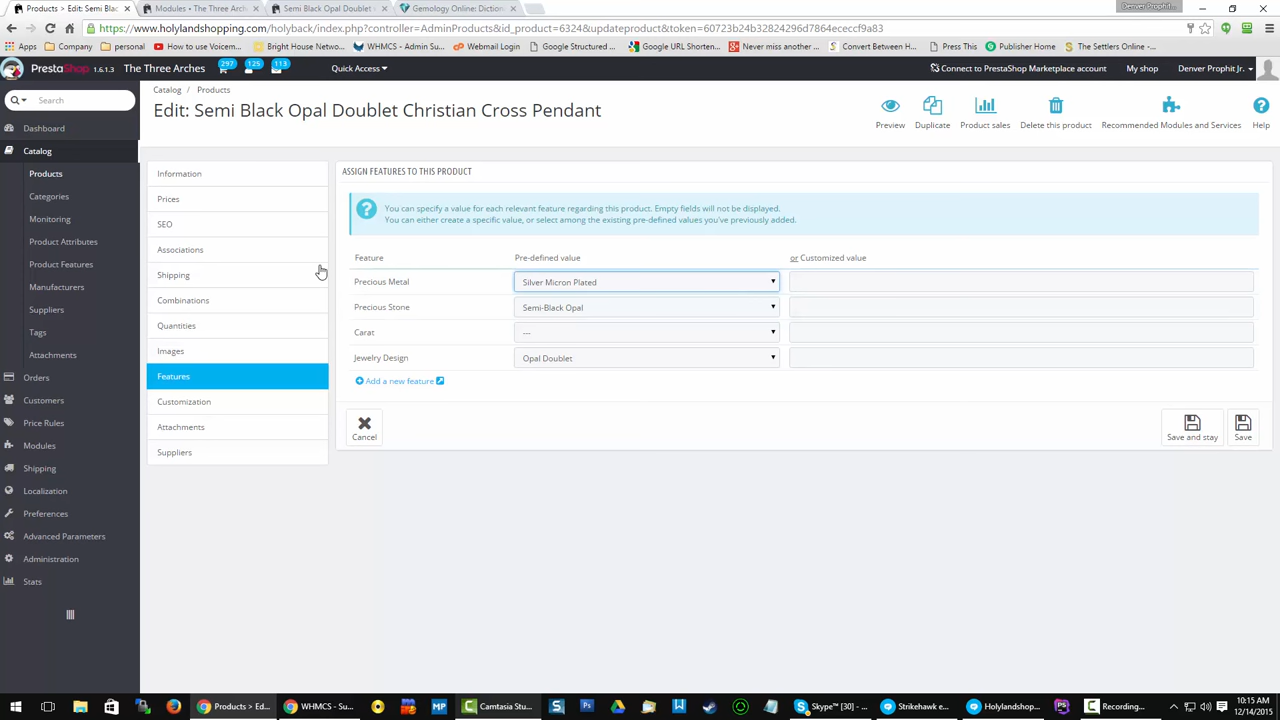 Products > Edit: Semi Bl
Modules • The Three Arch
Semi Black Opal Doublet
Gemology Online: Diction
Denver Prophit Jr.
https://www.holylandshopping.com/holyback/index.php?controller=AdminProducts&id_product=6324&updateproduct&token=60723b24b32824296d7864ececcf9a83
Apps
Company
personal
How to use Voicem...
Bright House Netwo...
WHMCS - Su...
Webmail Login
Google Structured ...
Google URL Shorten...
Never miss another ...
Convert Between H...
Press This
Publisher Home
The Settlers Online -...
PRESTASHOP 1.6.1.3
The Three Arches
297
125
113
Quick Access
Connect to PrestaShop Marketplace account
My shop
Denver Prophit Jr.
Search
Catalog / Products
Edit: Semi Black Opal Doublet Christian Cross Pendant
Preview
Duplicate
Product sales
Delete this product
Recommended Modules and Services
Help
Dashboard
Catalog
Products
Categories
Monitoring
Product Attributes
Product Features
Manufacturers
Suppliers
Tags
Attachments
Orders
Customers
Price Rules
Modules
Shipping
Localization
Preferences
Advanced Parameters
Administration
Stats
Information
Prices
SEO
Associations
Shipping
Combinations
Quantities
Images
Features
Customization
Attachments
Suppliers
ASSIGN FEATURES TO THIS PRODUCT
You can specify a value for each relevant feature regarding this product. Empty fields will not be displayed.
You can either create a specific value, or select among the existing pre-defined values you've previously added.
Feature Pre-defined value or Customized value
Precious Metal Silver Micron Plated
Precious Stone Semi-Black Opal
Carat ---
Jewelry Design Opal Doublet
Add a new feature
Cancel
Save and stay
Save
Products > Ed...
WHMCS - Su...
MP
Camtasia Stu...
Skype™ [30] - ...
Strikehawk e...
Holylandshop...
Recording...
10:15 AM
12/14/2015